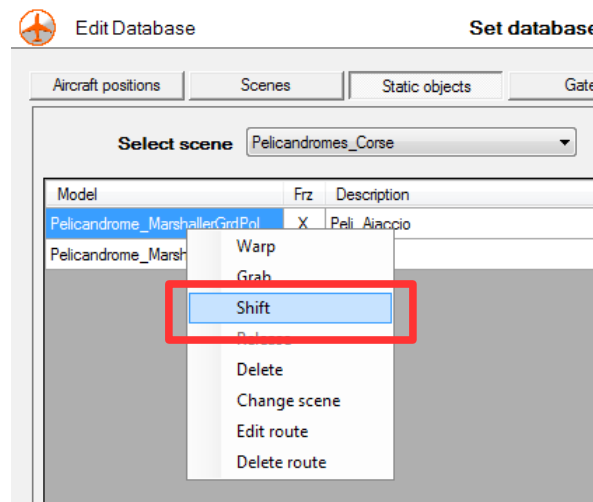 Edit Database
Set database
Aircraft positions
Scenes
Static objects
Gate
Select scene
Pelicandromes_Corse
Model
Frz
Description
Pelicandrome_MarshallerGrdPol
X
Peli_Ajaccio
Pelicandrome_Marsh
Warp
Grab
Shift
Release
Delete
Change scene
Edit route
Delete route